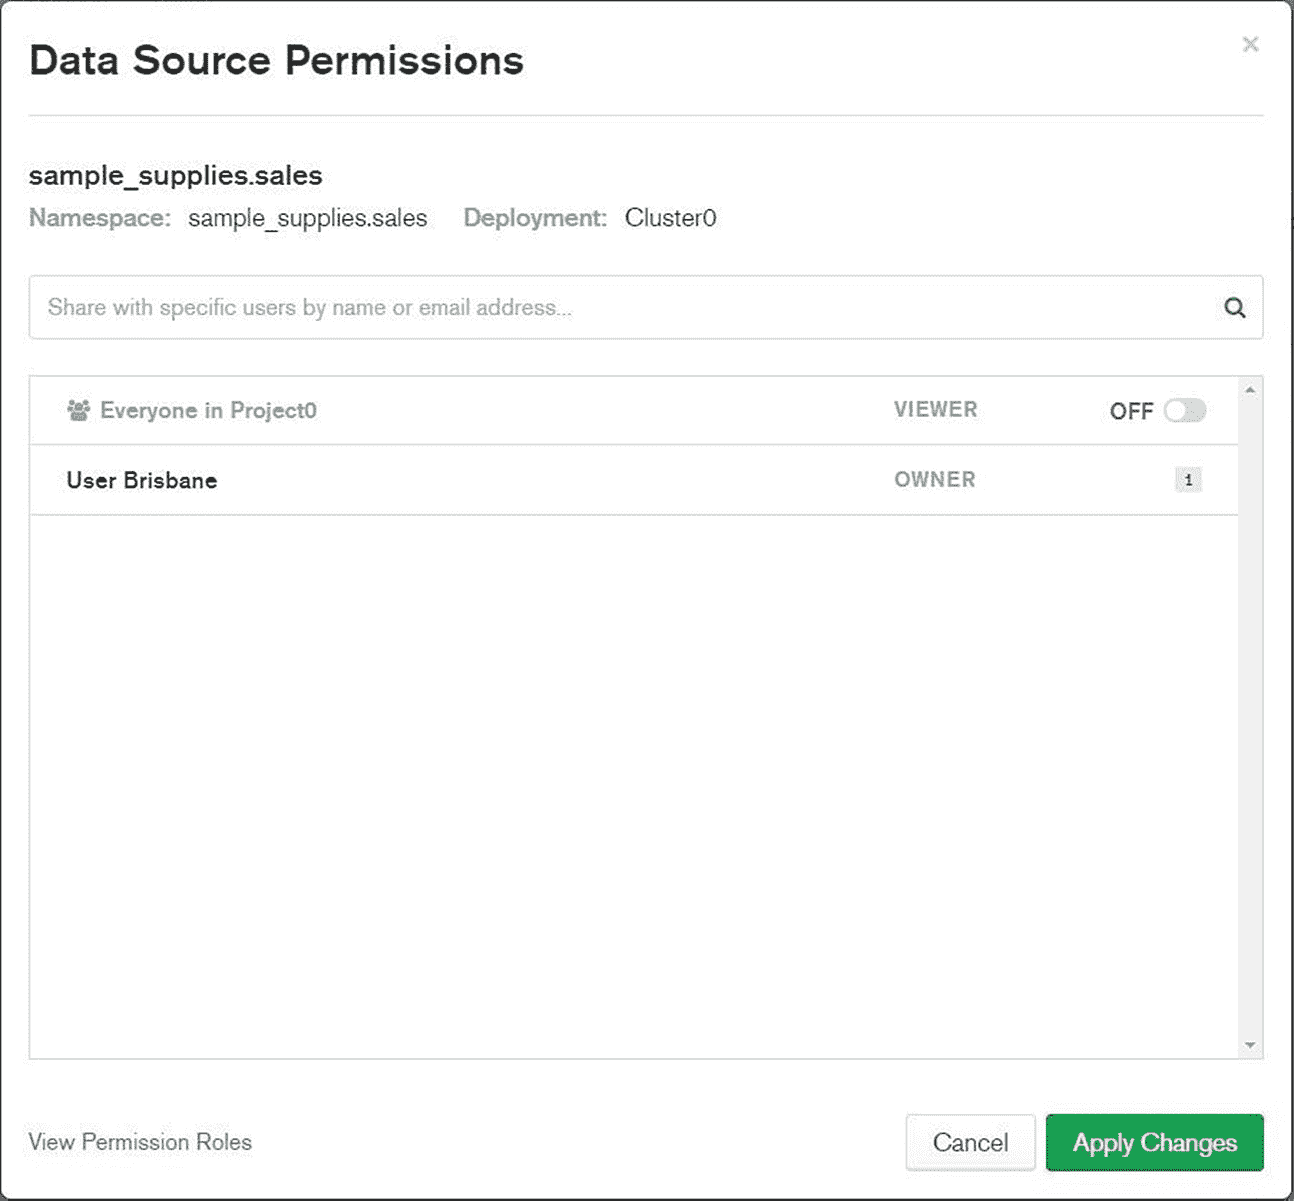 Data Source Permissions
×
sample_supplies.sales
Namespace: sample_supplies.sales Deployment: Cluster0
Share with specific users by name or email address...
Everyone in Project0 VIEWER OFF
User Brisbane OWNER i
View Permission Roles Cancel Apply Changes